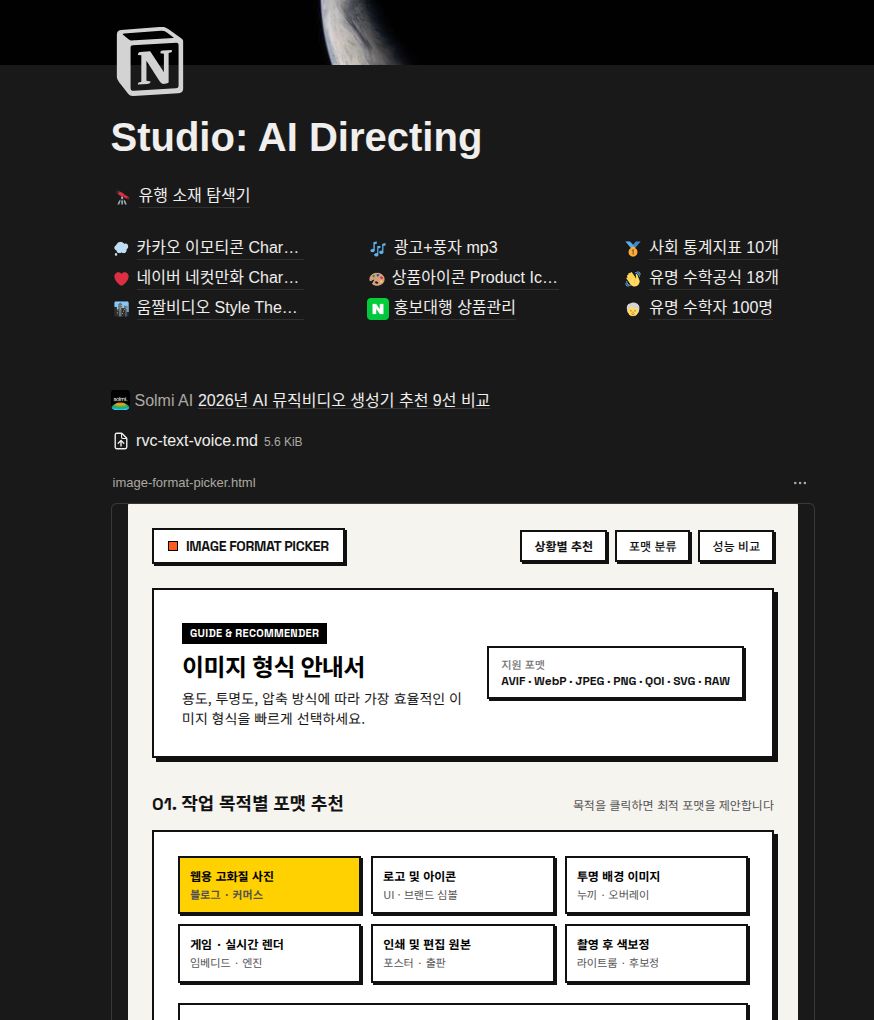 Studio: AI Directing
유행 소재 탐색기
카카오 이모티콘 Char…
네이버 네컷만화 Char…
움짤비디오 Style The…
광고+풍자 mp3
상품아이콘 Product Ic…
홍보대행 상품관리
사회 통계지표 10개
유명 수학공식 18개
유명 수학자 100명
Solmi AI 2026년 AI 뮤직비디오 생성기 추천 9선 비교
rvc-text-voice.md 5.6 KiB
image-format-picker.html
IMAGE FORMAT PICKER
상황별 추천
포맷 분류
성능 비교
GUIDE & RECOMMENDER
이미지 형식 안내서
용도, 투명도, 압축 방식에 따라 가장 효율적인 이
미지 형식을 빠르게 선택하세요.
지원 포맷
AVIF · WebP · JPEG · PNG · QOI · SVG · RAW
01. 작업 목적별 포맷 추천
목적을 클릭하면 최적 포맷을 제안합니다
웹용 고화질 사진
블로그 · 커머스
로고 및 아이콘
UI · 브랜드 심볼
투명 배경 이미지
누끼 · 오버레이
게임 · 실시간 렌더
임베디드 · 엔진
인쇄 및 편집 원본
포스터 · 출판
촬영 후 색보정
라이트룸 · 후보정